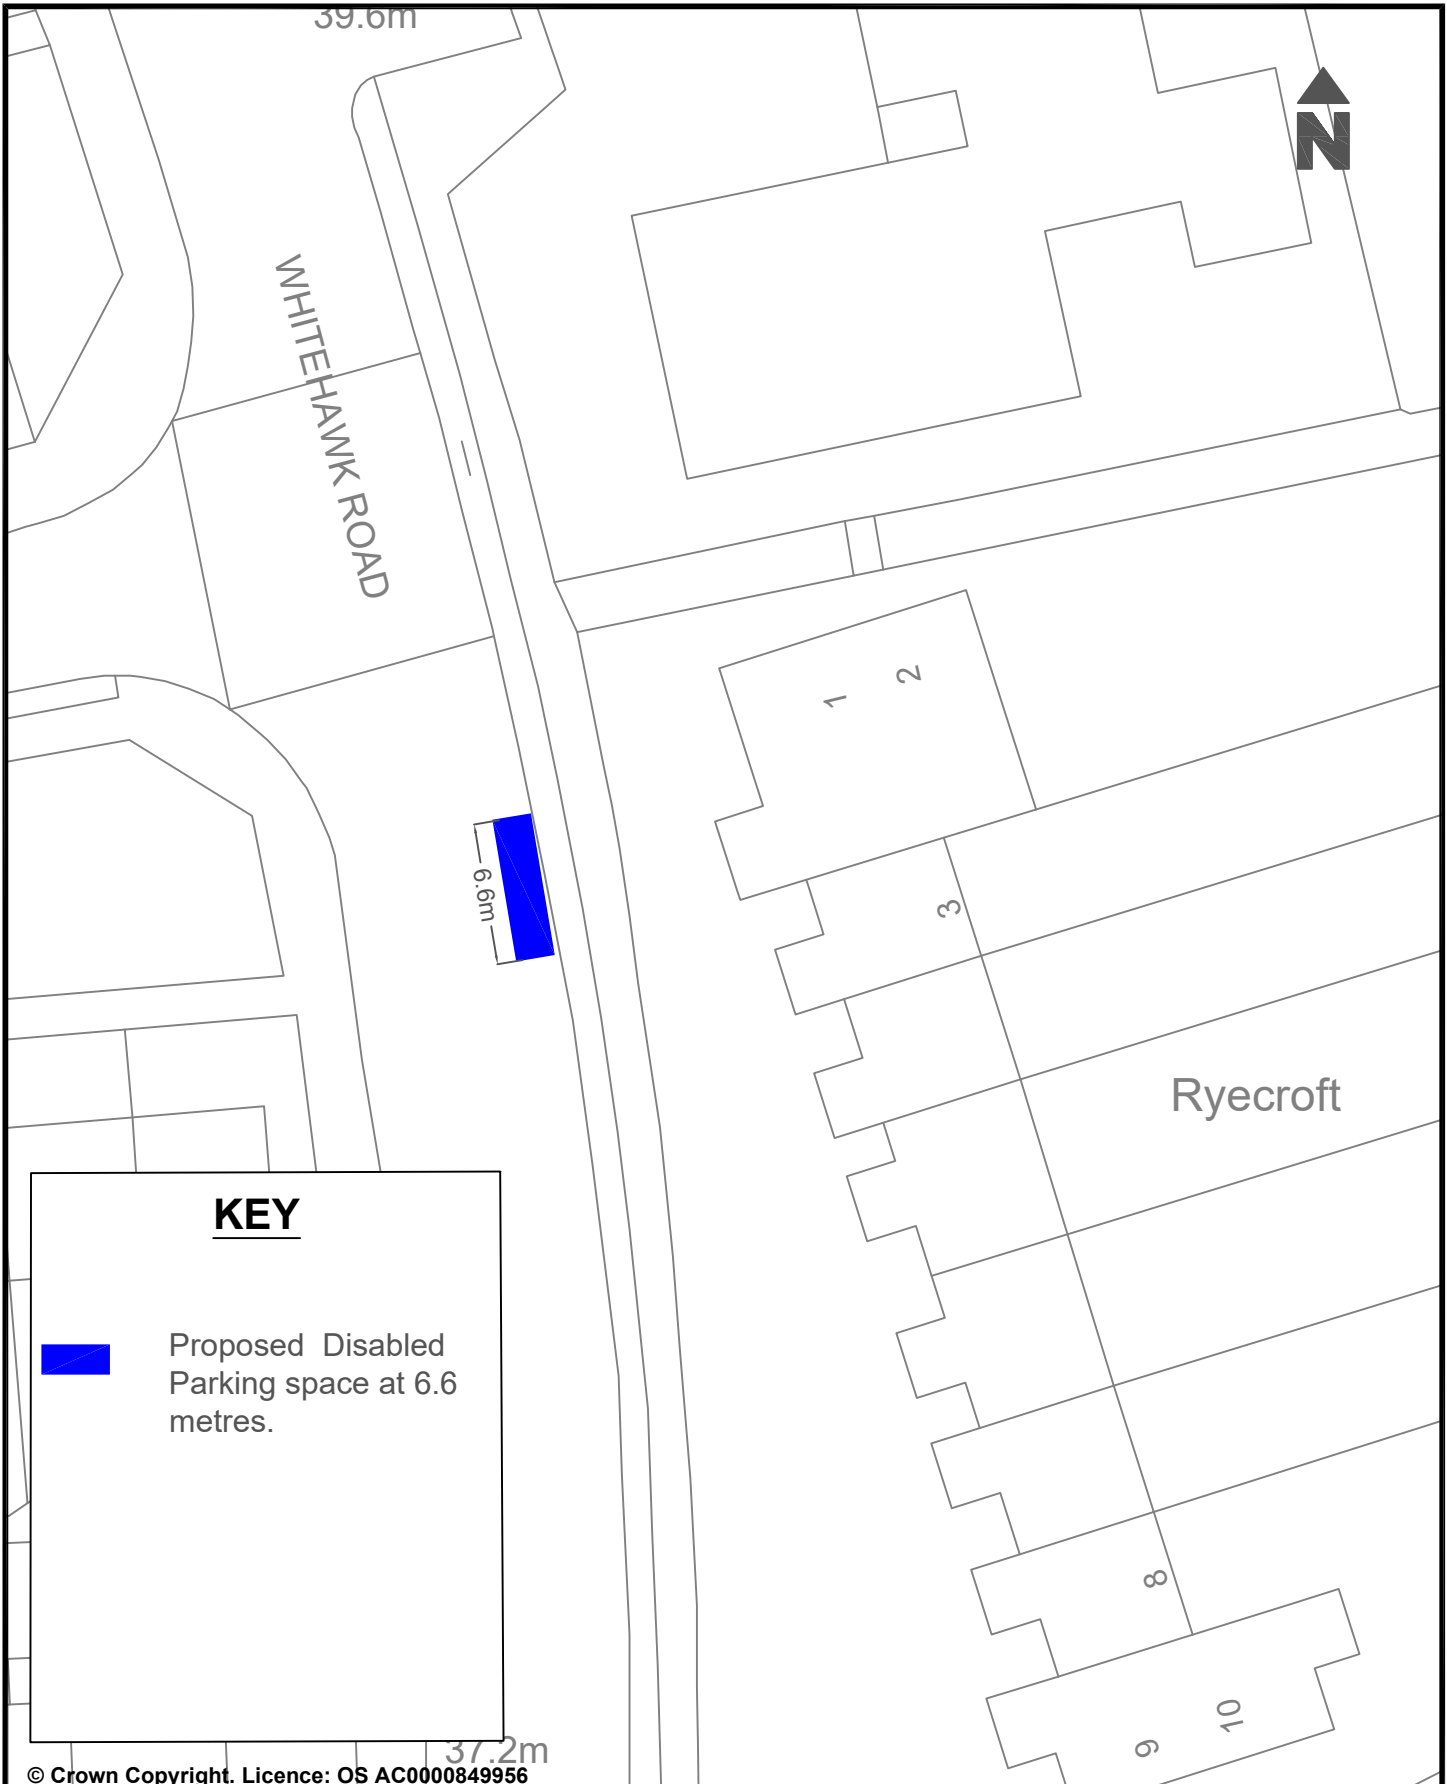 39.6m
N
WHITEHAWK ROAD
1
2
6.6m
3
Ryecroft
KEY
Proposed Disabled
Parking space at 6.6
metres.
8
10
9
37.2m
© Crown Copyright. Licence: OS AC0000849956